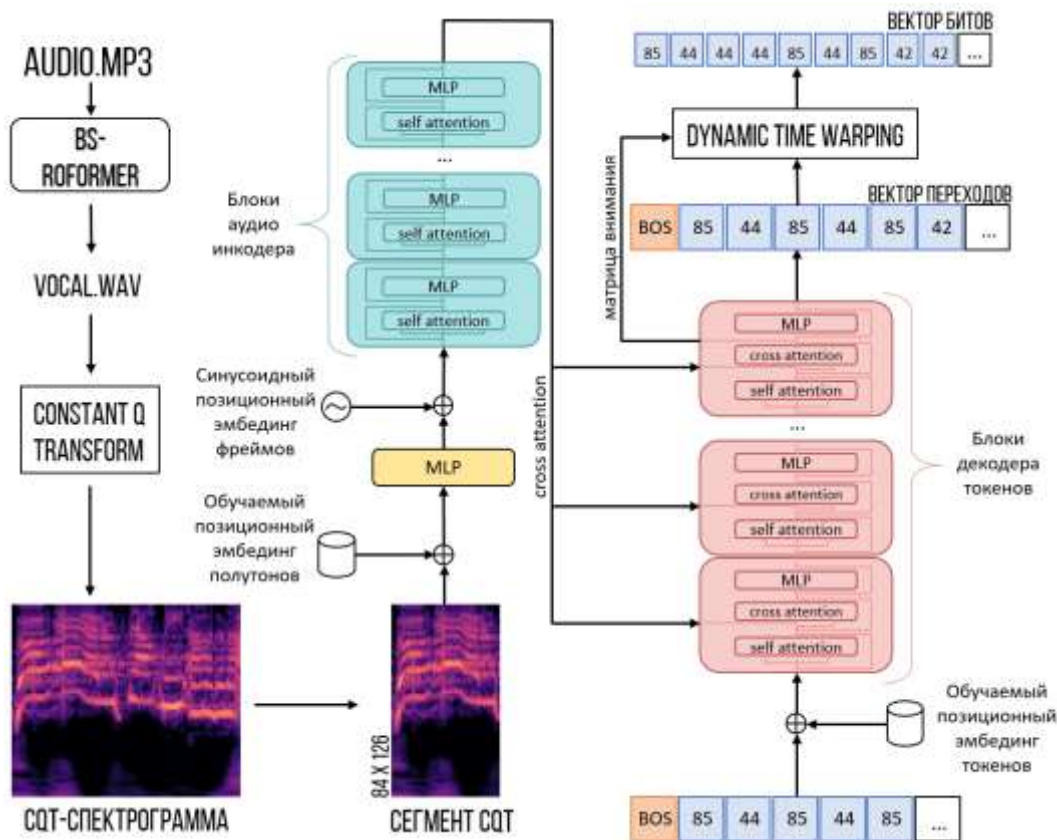 AUDIO.MP3
BS-
ROFORMER
VOCAL.WAV
CONSTANT Q
TRANSFORM
CQT-СПЕКТРОГРАММА
84 X 126
СЕГМЕНТ CQT
Обучаемый
позиционный
эмбединг
полутонов
MLP
Синусоидный
позиционный
эмбединг
фреймов
Блоки
аудио
инкодера
MLP
self attention
...
MLP
self attention
MLP
self attention
cross attention
матрица внимания
ВЕКТОР БИТОВ
85 44 44 44 85 44 85 42 42 ...
DYNAMIC TIME WARPING
ВЕКТОР ПЕРЕХОДОВ
BOS 85 44 85 44 85 42 ...
MLP
cross attention
self attention
...
MLP
cross attention
self attention
MLP
cross attention
self attention
Блоки
декодера
токенов
Обучаемый
позиционный
эмбединг
токенов
BOS 85 44 85 44 85 ...